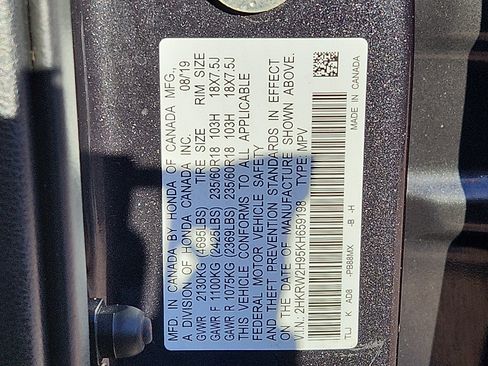 MFD. IN CANADA BY HONDA OF CANADA MFG.,
A DIVISION OF HONDA CANADA INC. 08/19
GVWR 2130KG (4695LBS) TIRE SIZE RIM SIZE
GAWR F 1100KG (2425LBS) 235/60R18 103H 18X7.5J
GAWR R 1075KG (2369LBS) 235/60R18 103H 18X7.5J
THIS VEHICLE CONFORMS TO ALL APPLICABLE
FEDERAL MOTOR VEHICLE SAFETY
AND THEFT PREVENTION STANDARDS IN EFFECT
ON THE DATE OF MANUFACTURE SHOWN ABOVE.
V.I.N.: 2HKRW2H95KH659198 TYPE: MPV
TLJ K AD8 -PB88MX -B -H MADE IN CANADA